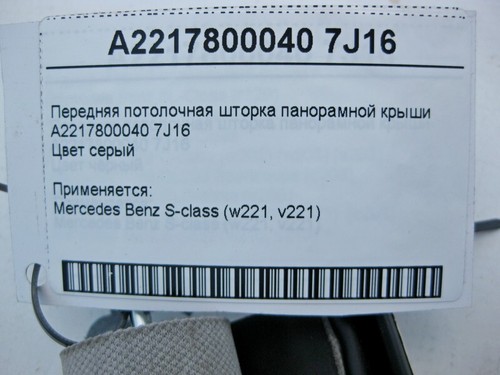 A2217800040 7J16
Передняя потолочная шторка панорамной крыши
A2217800040 7J16
Цвет серый
Применяется:
Mercedes Benz S-class (w221, v221)